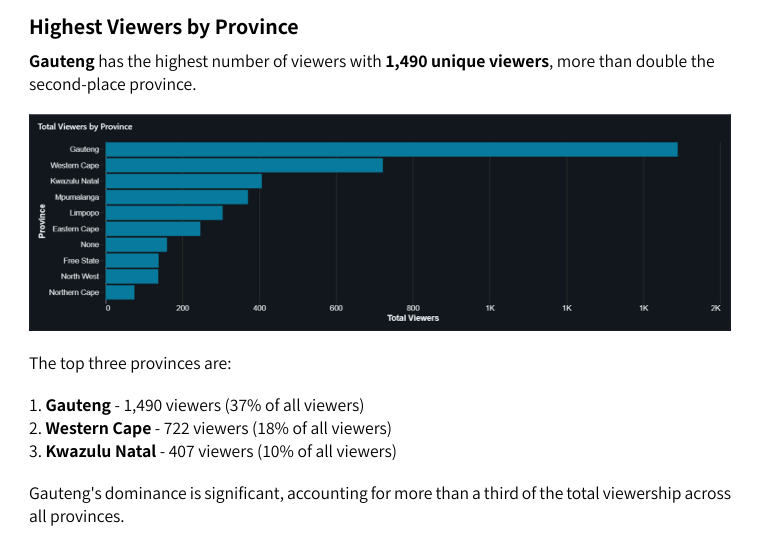 Highest Viewers by Province
Gauteng has the highest number of viewers with 1,490 unique viewers, more than double the
second-place province.
Total Viewers by Province
Province
Gauteng
Western Cape
Kwazulu Natal
Mpumalanga
Limpopo
Eastern Cape
None
Free State
North West
Northern Cape
0 200 400 600 800 1K 1K 1K 2K
Total Viewers
The top three provinces are:
1. Gauteng - 1,490 viewers (37% of all viewers)
2. Western Cape - 722 viewers (18% of all viewers)
3. Kwazulu Natal - 407 viewers (10% of all viewers)
Gauteng's dominance is significant, accounting for more than a third of the total viewership across
all provinces.